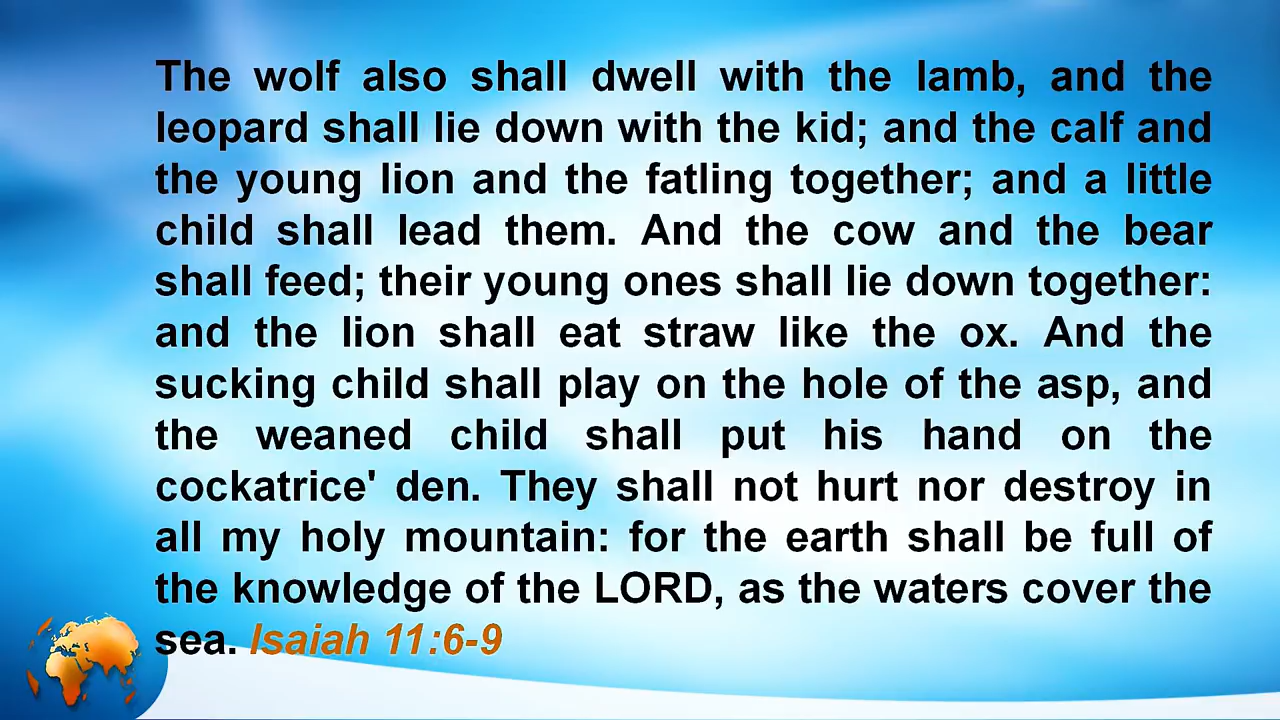 The wolf also shall dwell with the lamb, and the
leopard shall lie down with the kid; and the calf and
the young lion and the fatling together; and a little
child shall lead them. And the cow and the bear
shall feed; their young ones shall lie down together:
and the lion shall eat straw like the ox. And the
sucking child shall play on the hole of the asp, and
the weaned child shall put his hand on the
cockatrice' den. They shall not hurt nor destroy in
all my holy mountain: for the earth shall be full of
the knowledge of the LORD, as the waters cover the
sea. Isaiah 11:6-9